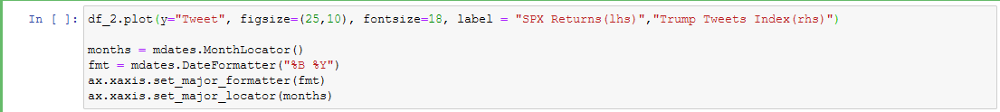 In [ ]: df_2.plot(y="Tweet", figsize=(25,10), fontsize=18, label = "SPX Returns(lhs)","Trump Tweets Index(rhs)")
months = mdates.MonthLocator()
fmt = mdates.DateFormatter("%B %Y")
ax.xaxis.set_major_formatter(fmt)
ax.xaxis.set_major_locator(months)